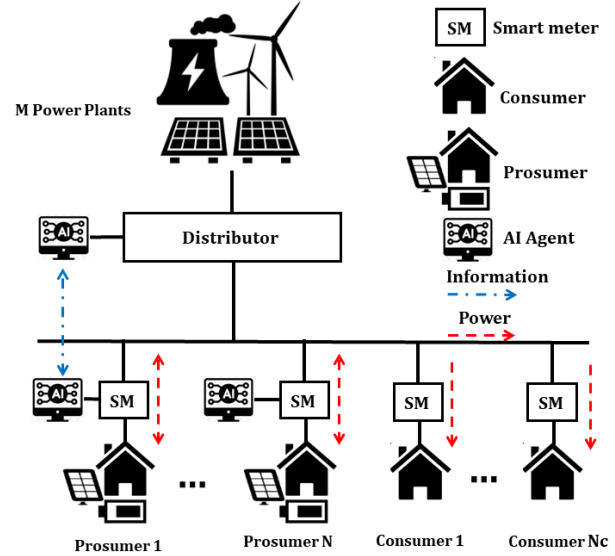 SM
Smart meter
M Power Plants
Consumer
Prosumer
AI
Distributor
AI
AI Agent
Information
Power
AI
SM
AI
SM
SM
SM
...
...
Prosumer 1
Prosumer N
Consumer 1
Consumer Nc